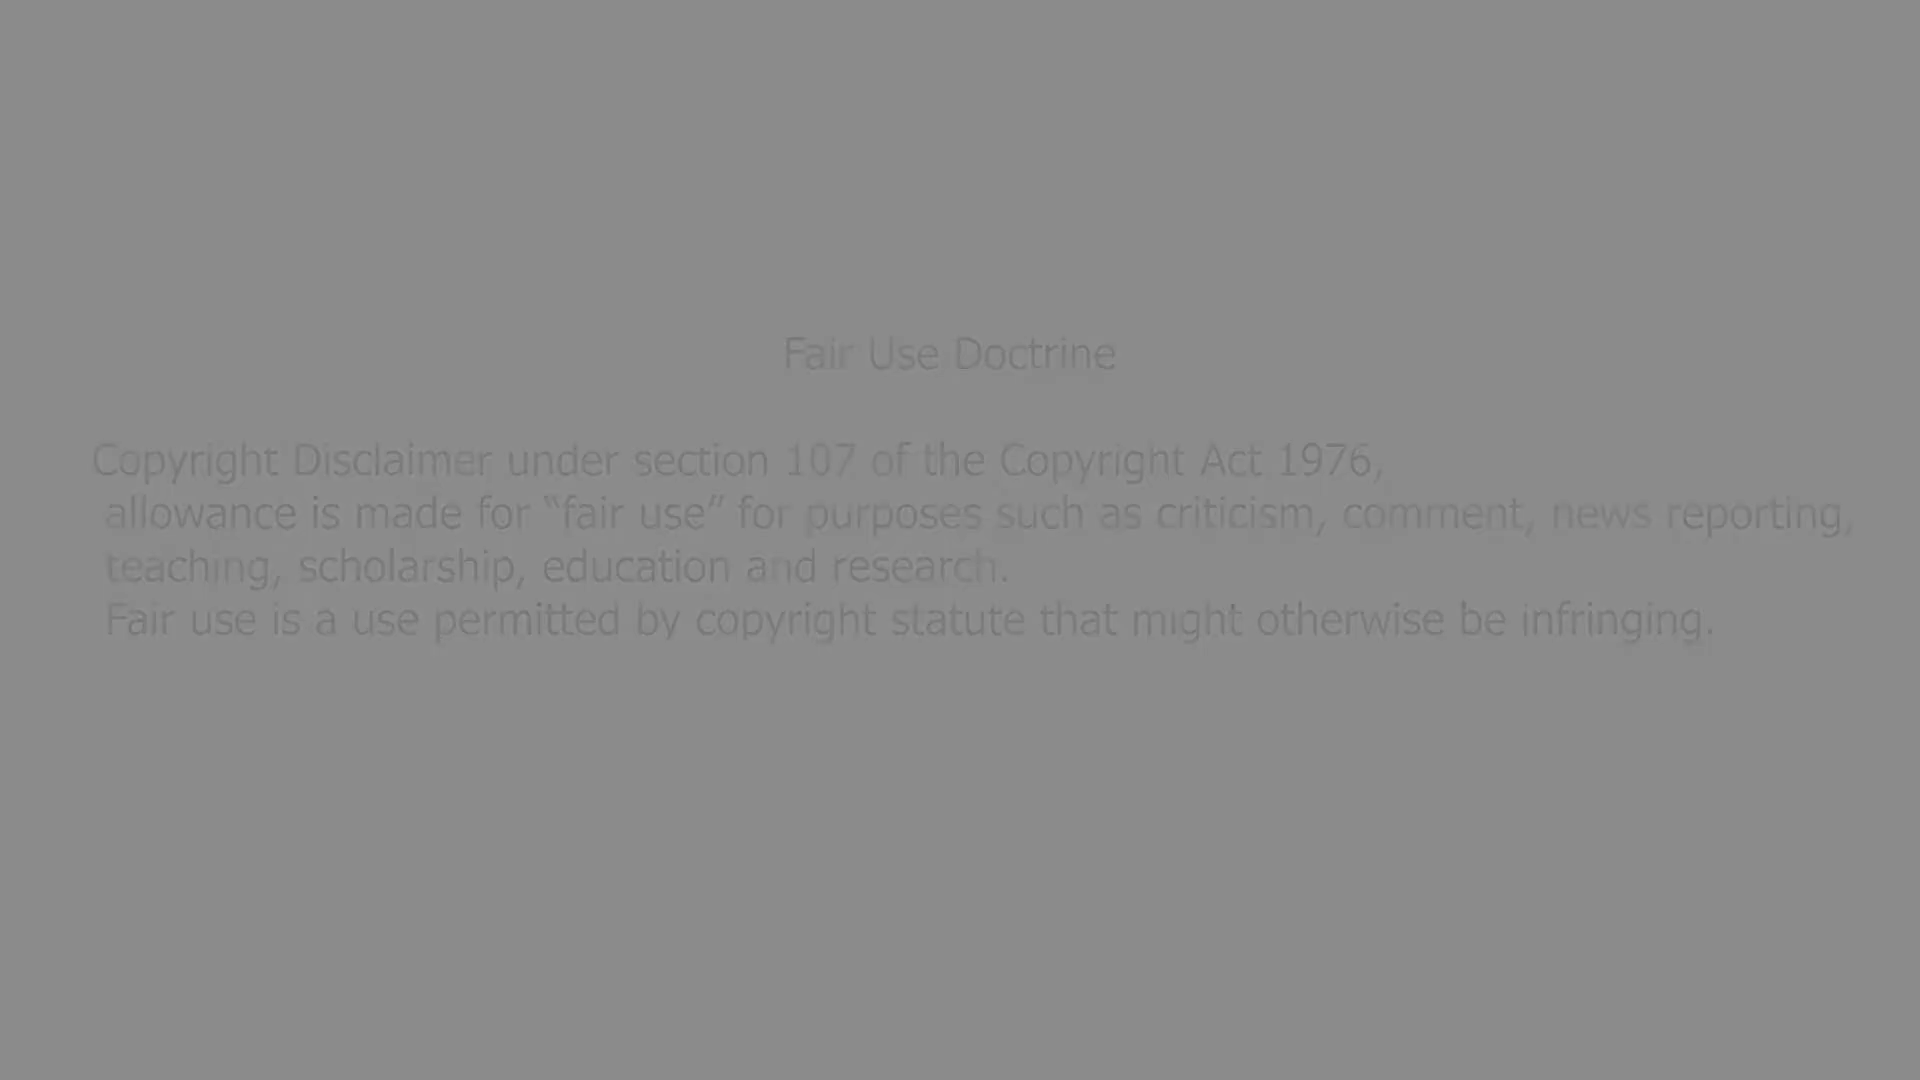 Fair Use Doctrine
Copyright Disclaimer under section 107 of the Copyright Act 1976,
allowance is made for “fair use” for purposes such as criticism, comment, news reporting,
teaching, scholarship, education and research.
Fair use is a use permitted by copyright statute that might otherwise be infringing.